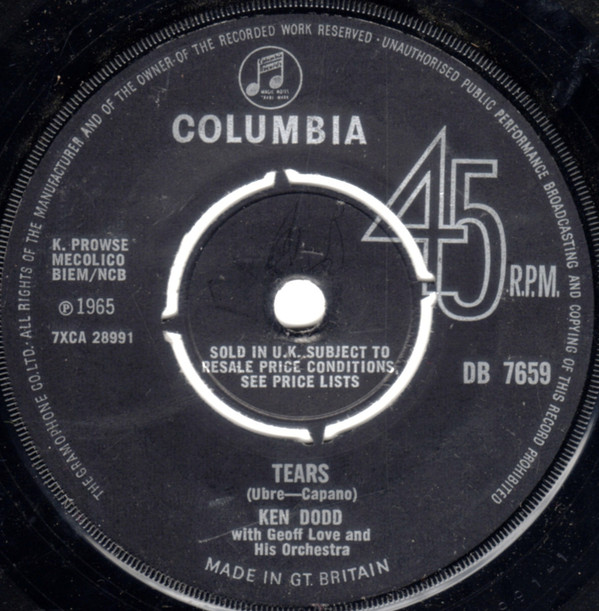 THE GRAMOPHONE CO. LTD. · ALL RIGHTS OF THE MANUFACTURER AND OF THE OWNER OF THE RECORDED WORK RESERVED · UNAUTHORISED PUBLIC PERFORMANCE BROADCASTING AND COPYING OF THIS RECORD PROHIBITED
COLUMBIA
45
R.P.M.
K. PROWSE
MECOLICO
BIEM/NCB
Ⓟ 1965
7XCA 28991
SOLD IN U.K. SUBJECT TO
RESALE PRICE CONDITIONS,
SEE PRICE LISTS
DB 7659
TEARS
(Ubre—Capano)
KEN DODD
with Geoff Love and
His Orchestra
MADE IN GT. BRITAIN